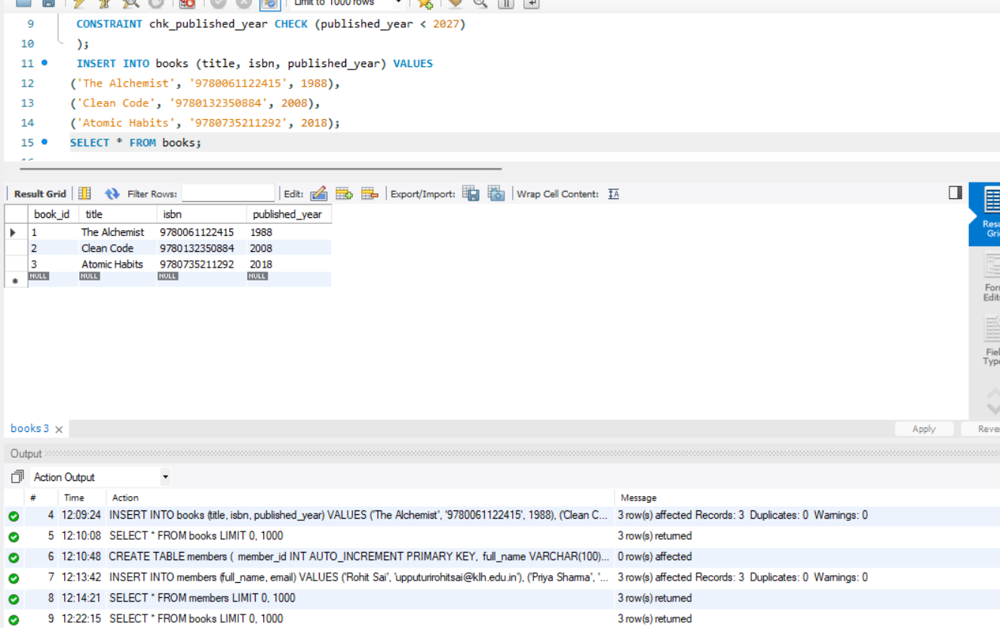 Limit to 1000 rows
9 CONSTRAINT chk_published_year CHECK (published_year < 2027)
10 );
11 INSERT INTO books (title, isbn, published_year) VALUES
12 ('The Alchemist', '9780061122415', 1988),
13 ('Clean Code', '9780132350884', 2008),
14 ('Atomic Habits', '9780735211292', 2018);
15 SELECT * FROM books;
Result Grid Filter Rows: Edit: Export/Import: Wrap Cell Content: IA
book_id title isbn published_year
1 The Alchemist 9780061122415 1988
2 Clean Code 9780132350884 2008
3 Atomic Habits 9780735211292 2018
NULL NULL NULL NULL
books 3
Apply
Output
Action Output
# Time Action Message
4 12:09:24 INSERT INTO books (title, isbn, published_year) VALUES ('The Alchemist', '9780061122415', 1988), ('Clean C... 3 row(s) affected Records: 3 Duplicates: 0 Warnings: 0
5 12:10:08 SELECT * FROM books LIMIT 0, 1000 3 row(s) returned
6 12:10:48 CREATE TABLE members ( member_id INT AUTO_INCREMENT PRIMARY KEY, full_name VARCHAR(100)... 0 row(s) affected
7 12:13:42 INSERT INTO members (full_name, email) VALUES ('Rohit Sai', 'upputurirohitsai@klh.edu.in'), ('Priya Sharma', '... 3 row(s) affected Records: 3 Duplicates: 0 Warnings: 0
8 12:14:21 SELECT * FROM members LIMIT 0, 1000 3 row(s) returned
9 12:22:15 SELECT * FROM books LIMIT 0, 1000 3 row(s) returned